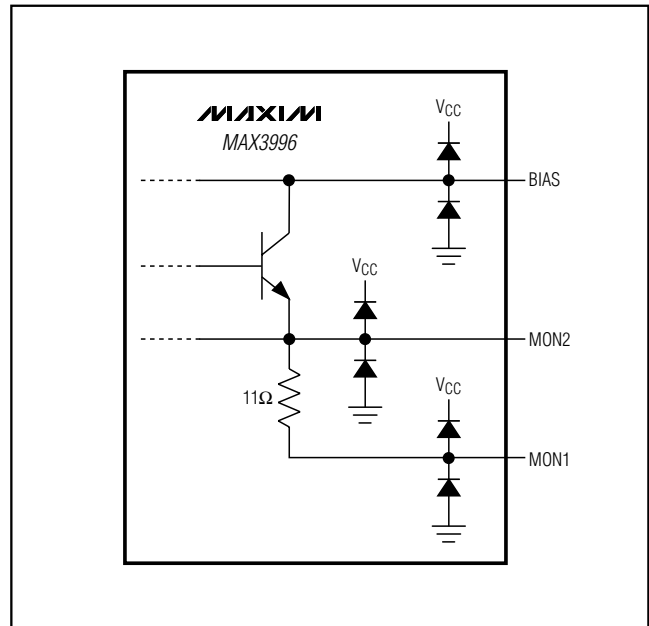 MAXIM
MAX3996
VCC
BIAS
VCC
MON2
11Ω
VCC
MON1